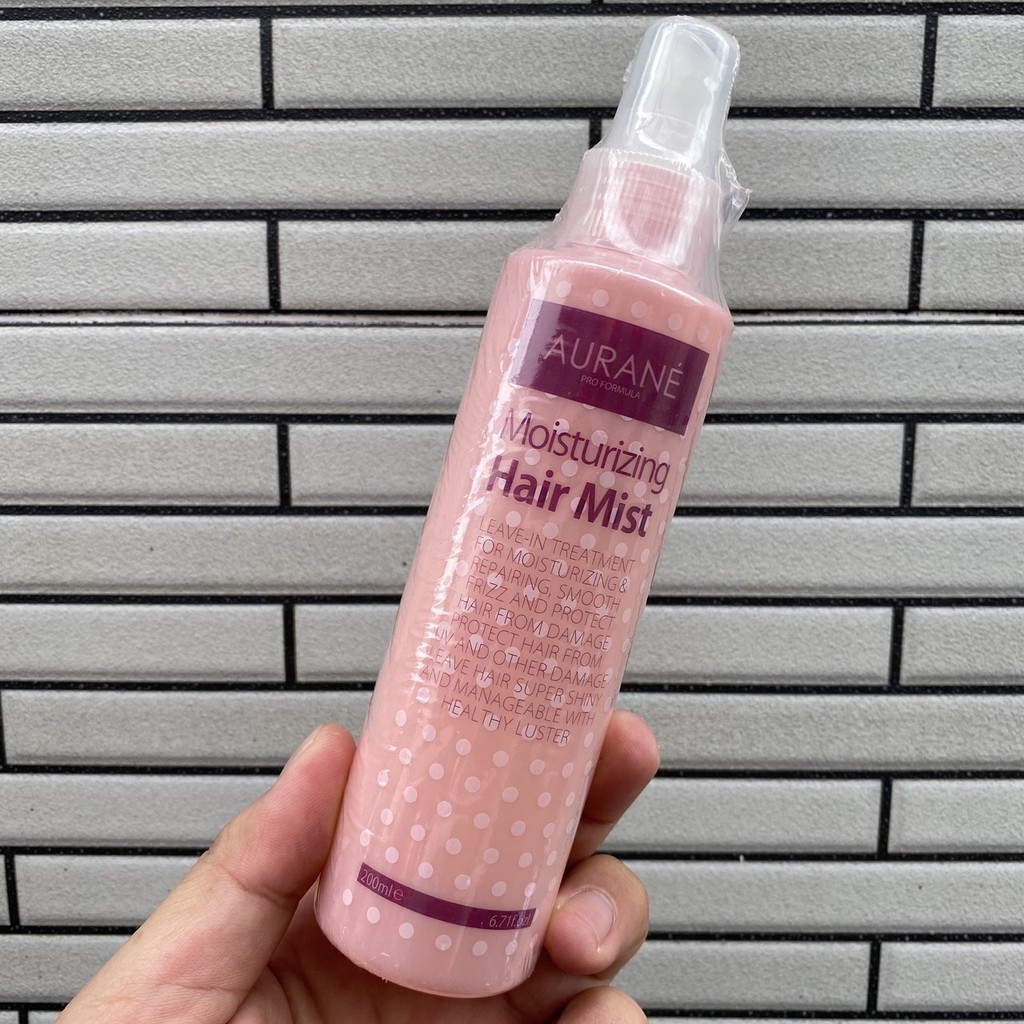 AURANÉ
PRO FORMULA
Moisturizing
Hair Mist
LEAVE-IN TREATMENT
FOR MOISTURIZING &
REPAIRING, SMOOTH
FRIZZ AND PROTECT
HAIR FROM DAMAGE
PROTECT HAIR FROM
UV AND OTHER DAMAGE
LEAVE HAIR SUPER SHINY
AND MANAGEABLE WITH
HEALTHY LUSTER
200ml e
6.71fl.oz